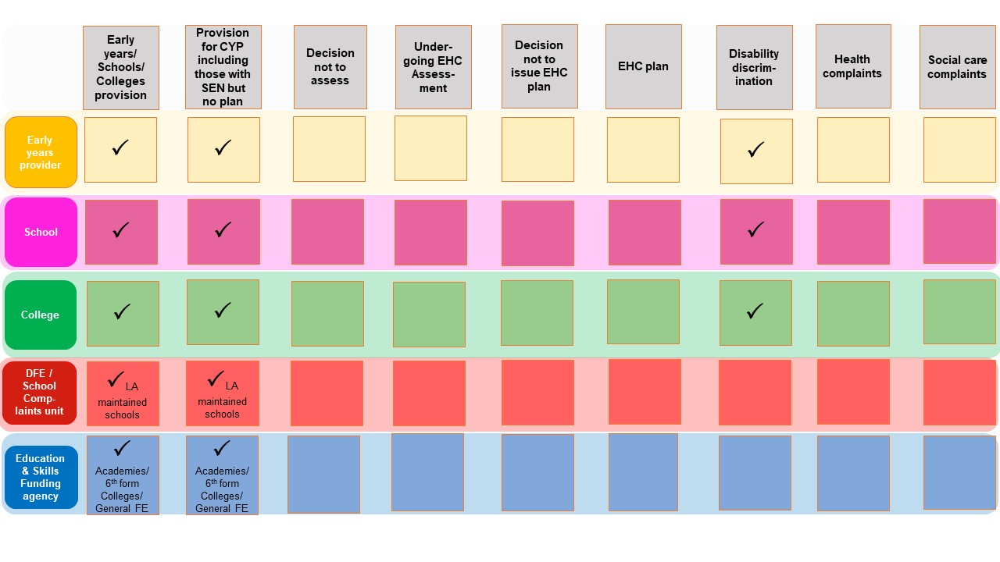 Early
years/
Schools/
Colleges
provision
Provision
for CYP
including
those with
SEN but
no plan
Decision
not to
assess
Under-
going EHC
Assess-
ment
Decision
not to
issue EHC
plan
EHC plan
Disability
discrim-
ination
Health
complaints
Social care
complaints
Early
years
provider
✓
✓
✓
School
✓
✓
✓
College
✓
✓
✓
DFE /
School
Comp-
laints unit
✓ LA
maintained
schools
✓ LA
maintained
schools
Education
& Skills
Funding
agency
✓
Academies/
6th form
Colleges/
General FE
✓
Academies/
6th form
Colleges/
General FE